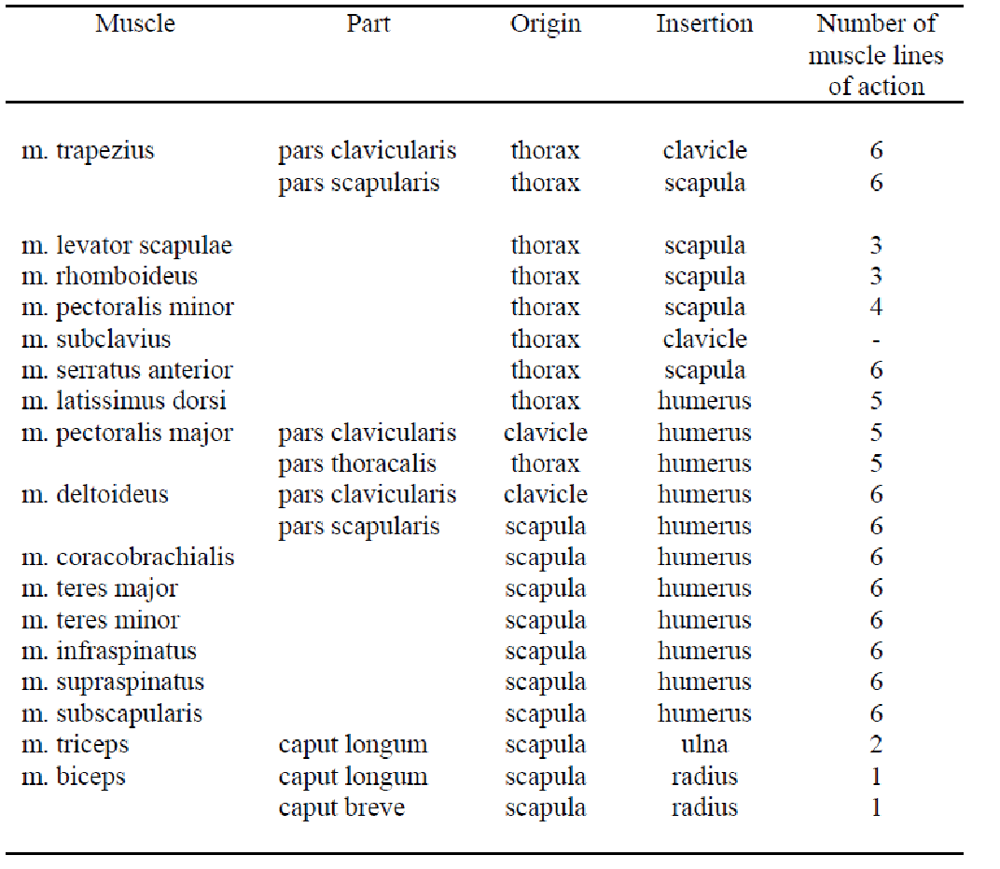 Muscle Part Origin Insertion Number of
muscle lines
of action
m. trapezius pars clavicularis thorax clavicle 6
pars scapularis thorax scapula 6
m. levator scapulae thorax scapula 3
m. rhomboideus thorax scapula 3
m. pectoralis minor thorax scapula 4
m. subclavius thorax clavicle -
m. serratus anterior thorax scapula 6
m. latissimus dorsi thorax humerus 5
m. pectoralis major pars clavicularis clavicle humerus 5
pars thoracalis thorax humerus 5
m. deltoideus pars clavicularis clavicle humerus 6
pars scapularis scapula humerus 6
m. coracobrachialis scapula humerus 6
m. teres major scapula humerus 6
m. teres minor scapula humerus 6
m. infraspinatus scapula humerus 6
m. supraspinatus scapula humerus 6
m. subscapularis scapula humerus 6
m. triceps caput longum scapula ulna 2
m. biceps caput longum scapula radius 1
caput breve scapula radius 1